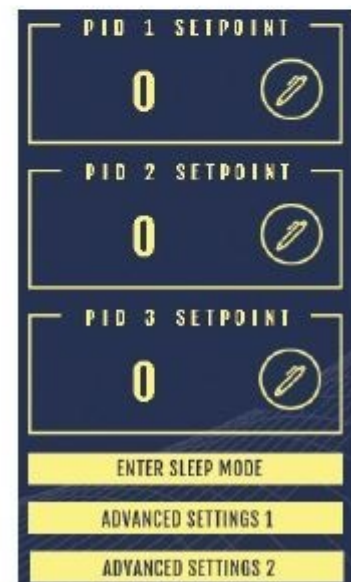 PID 1 SETPOINT
0
PID 2 SETPOINT
0
PID 3 SETPOINT
0
ENTER SLEEP MODE
ADVANCED SETTINGS 1
ADVANCED SETTINGS 2